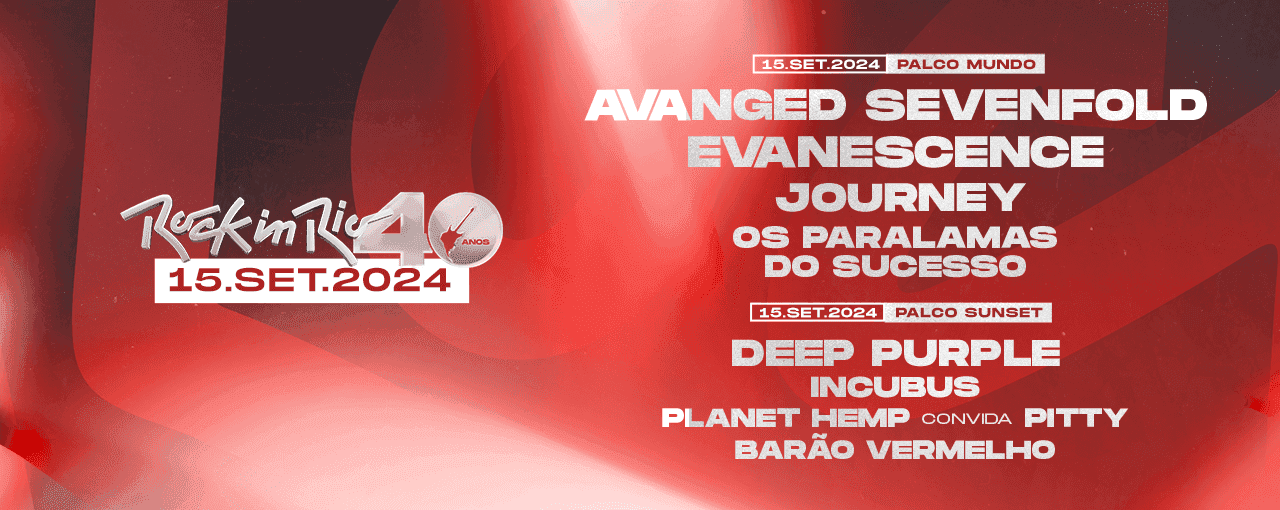 Rock in Rio 40
ANOS
15.SET.2024
15.SET.2024 PALCO MUNDO
AVANGED SEVENFOLD
EVANESCENCE
JOURNEY
OS PARALAMAS
DO SUCESSO
15.SET.2024 PALCO SUNSET
DEEP PURPLE
INCUBUS
PLANET HEMP CONVIDA PITTY
BARÃO VERMELHO